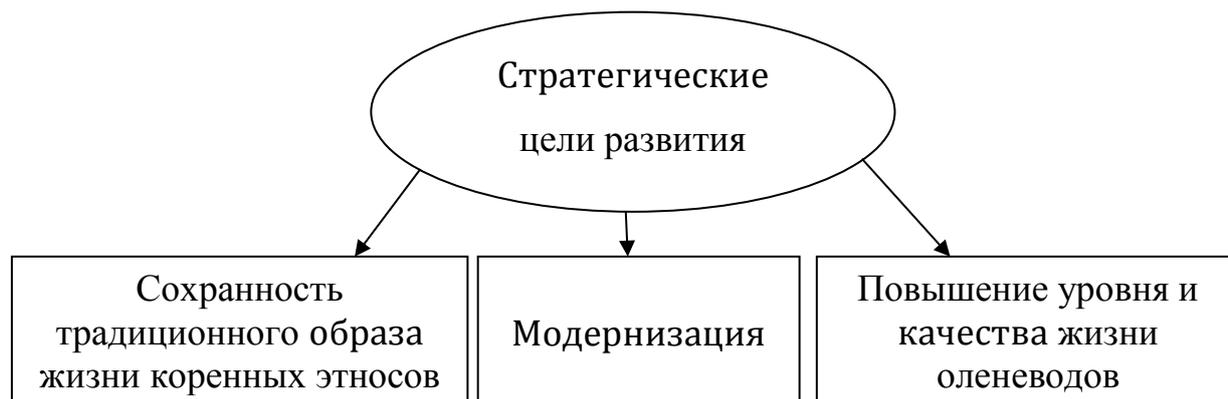 Стратегические
цели развития
Сохранность
традиционного образа
жизни коренных этносов
Модернизация
Повышение уровня и
качества жизни
оленеводов